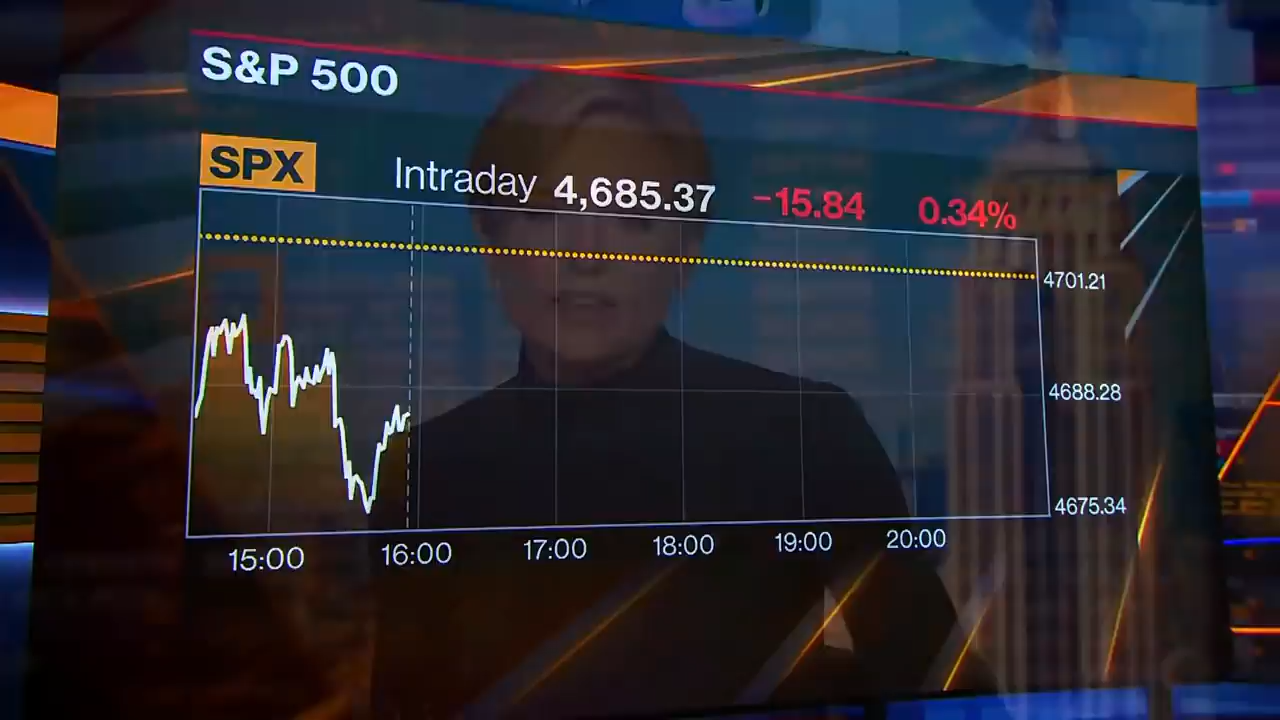 S&P 500
SPX
Intraday 4,685.37 -15.84 0.34%
4701.21
4688.28
4675.34
15:00 16:00 17:00 18:00 19:00 20:00